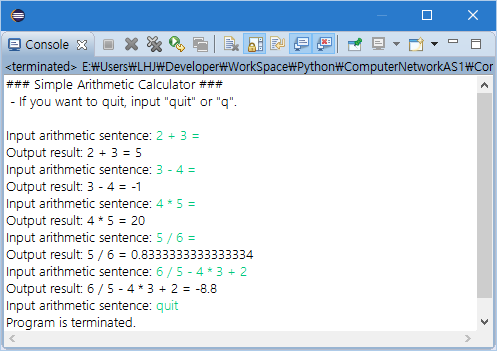 Console
<terminated> E:₩Users₩LHJ₩Developer₩WorkSpace₩Python₩ComputerNetworkAS1₩Cor
### Simple Arithmetic Calculator ###
- If you want to quit, input "quit" or "q".
Input arithmetic sentence: 2 + 3 =
Output result: 2 + 3 = 5
Input arithmetic sentence: 3 - 4 =
Output result: 3 - 4 = -1
Input arithmetic sentence: 4 * 5 =
Output result: 4 * 5 = 20
Input arithmetic sentence: 5 / 6 =
Output result: 5 / 6 = 0.8333333333333334
Input arithmetic sentence: 6 / 5 - 4 * 3 + 2
Output result: 6 / 5 - 4 * 3 + 2 = -8.8
Input arithmetic sentence: quit
Program is terminated.